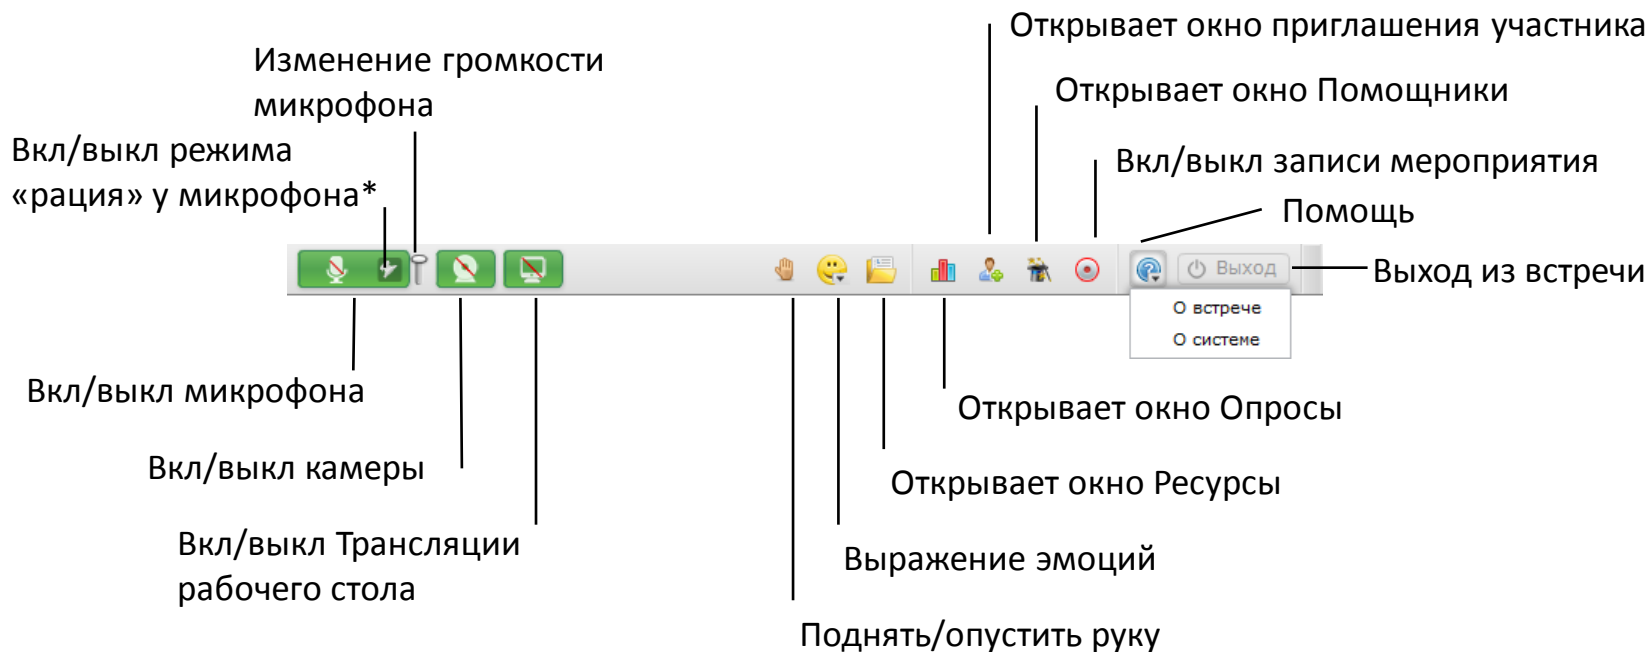 Открывает окно приглашения участника
Изменение громкости
микрофона
Открывает окно Помощники
Вкл/выкл режима
«рация» у микрофона*
Вкл/выкл записи мероприятия
Помощь
Выход
Выход из встречи
О встрече
О системе
Вкл/выкл микрофона
Открывает окно Опросы
Вкл/выкл камеры
Открывает окно Ресурсы
Вкл/выкл Трансляции
рабочего стола
Выражение эмоций
Поднять/опустить руку